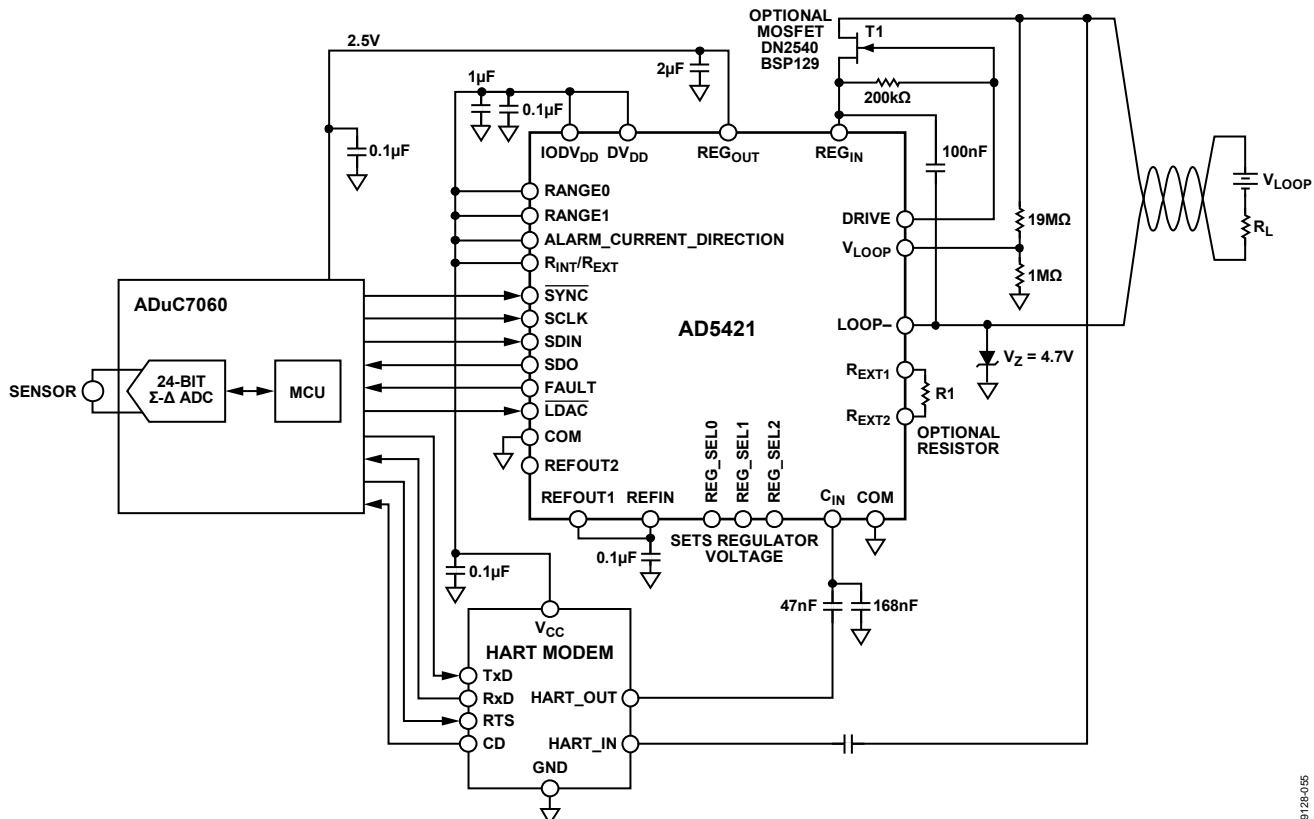 OPTIONAL
MOSFET
DN2540
BSP129
T1
2.5V
2µF
1µF
0.1µF
200kΩ
0.1µF
IODVDD
DVDD
REGOUT
REGIN
100nF
VLOOP
RL
RANGE0
RANGE1
ALARM_CURRENT_DIRECTION
RINT/REXT
SYNC
SCLK
SDIN
SDO
FAULT
LDAC
COM
REFOUT2
DRIVE
VLOOP
19MΩ
1MΩ
AD5421
LOOP–
VZ = 4.7V
REXT1
R1
REXT2
OPTIONAL
RESISTOR
ADuC7060
SENSOR
24-BIT
Σ-Δ ADC
MCU
REFOUT1
REFIN
REG_SEL0
REG_SEL1
REG_SEL2
CIN
COM
SETS REGULATOR
VOLTAGE
0.1µF
0.1µF
47nF
168nF
VCC
HART MODEM
TxD
RxD
RTS
CD
HART_OUT
HART_IN
GND
9128-055